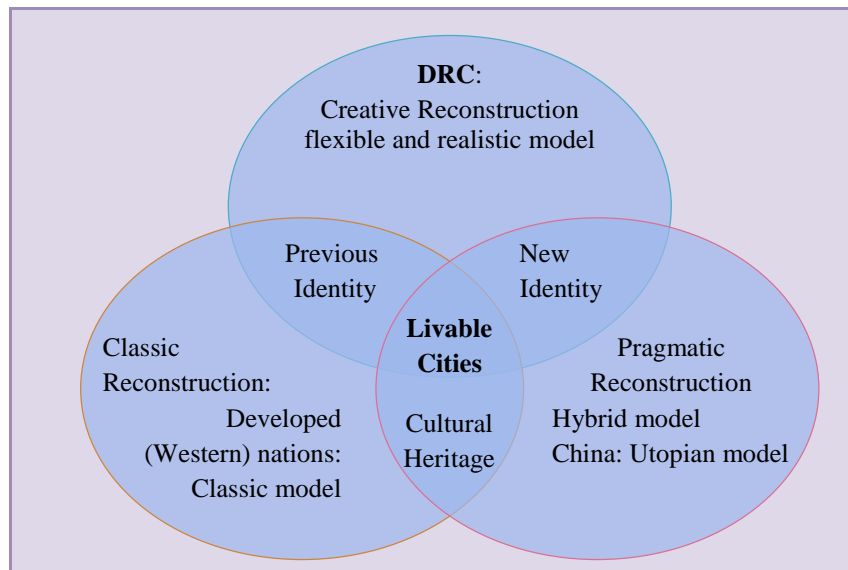 DRC:
Creative Reconstruction
flexible and realistic model
Previous
Identity
New
Identity
Livable
Cities
Cultural
Heritage
Classic
Reconstruction:
Developed
(Western) nations:
Classic model
Pragmatic
Reconstruction
Hybrid model
China: Utopian model